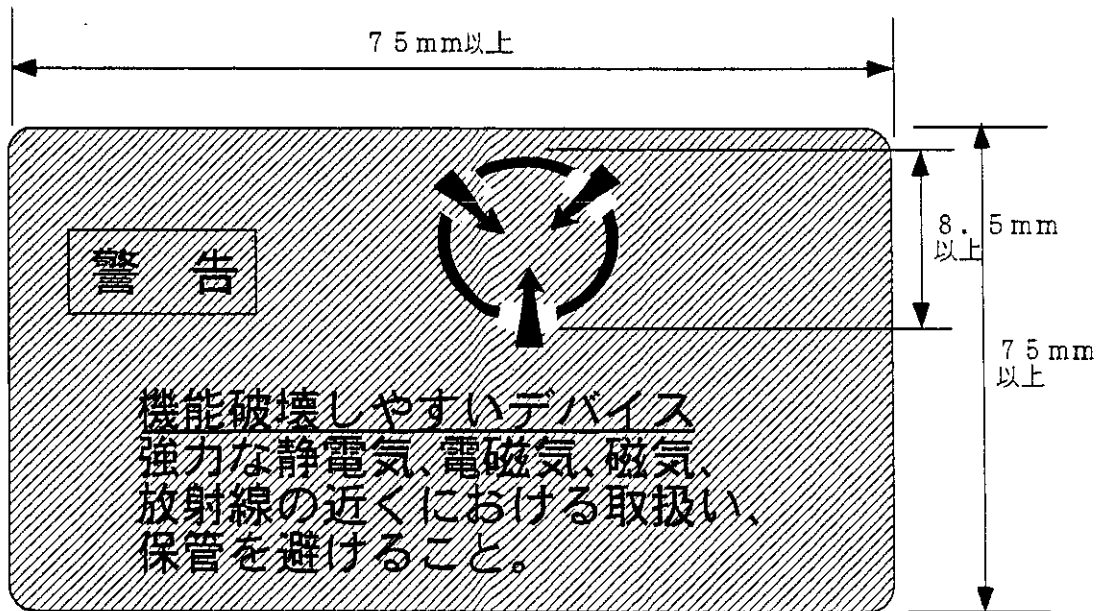 75mm以上
8.5mm
以上
75mm
以上
警 告
機能破壊しやすいデバイス
強力な静電気、電磁気、磁気、
放射線の近くにおける取扱い、
保管を避けること。